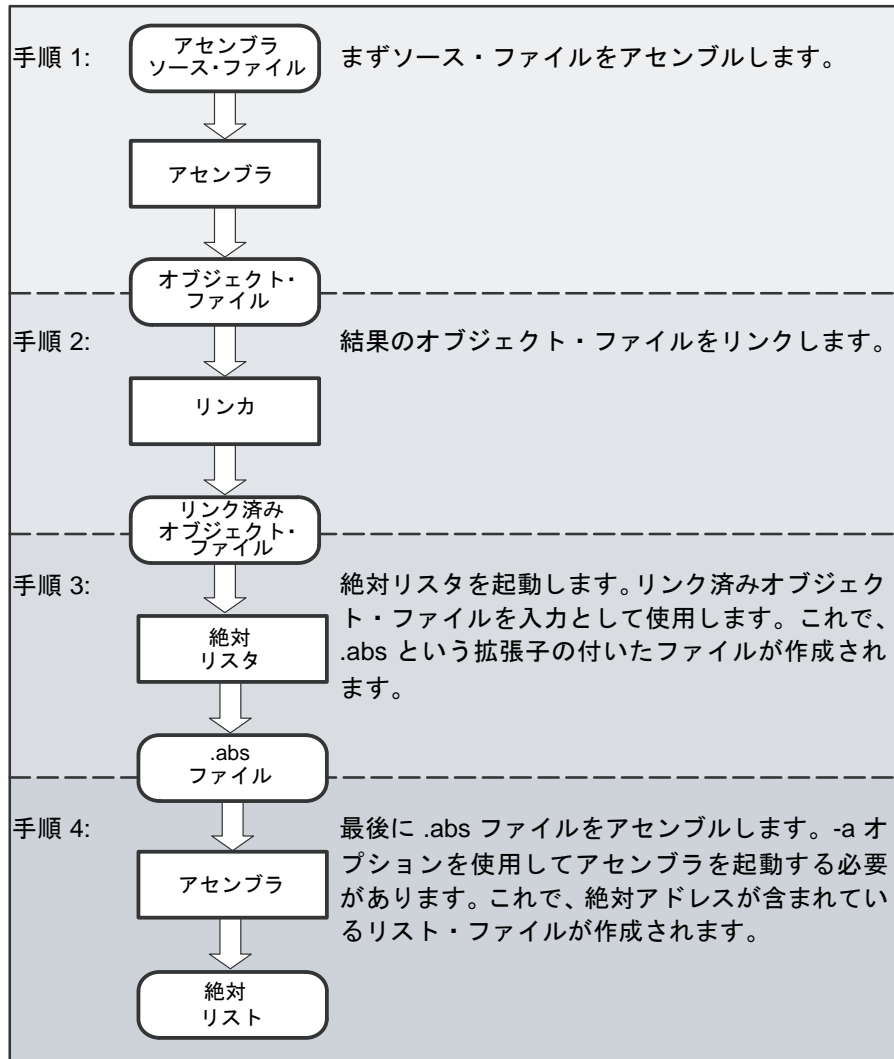 手順 1:
アセンブラ
ソース・ファイル
まずソース・ファイルをアセンブルします。
アセンブラ
オブジェクト・
ファイル
手順 2:
結果のオブジェクト・ファイルをリンクします。
リンカ
リンク済み
オブジェクト・
ファイル
手順 3:
絶対リスタを起動します。リンク済みオブジェク
ト・ファイルを入力として使用します。これで、
.abs という拡張子の付いたファイルが作成され
ます。
絶対
リスタ
.abs
ファイル
手順 4:
最後に .abs ファイルをアセンブルします。-a オ
プションを使用してアセンブラを起動する必要
があります。これで、絶対アドレスが含まれてい
るリスト・ファイルが作成されます。
アセンブラ
絶対
リスト